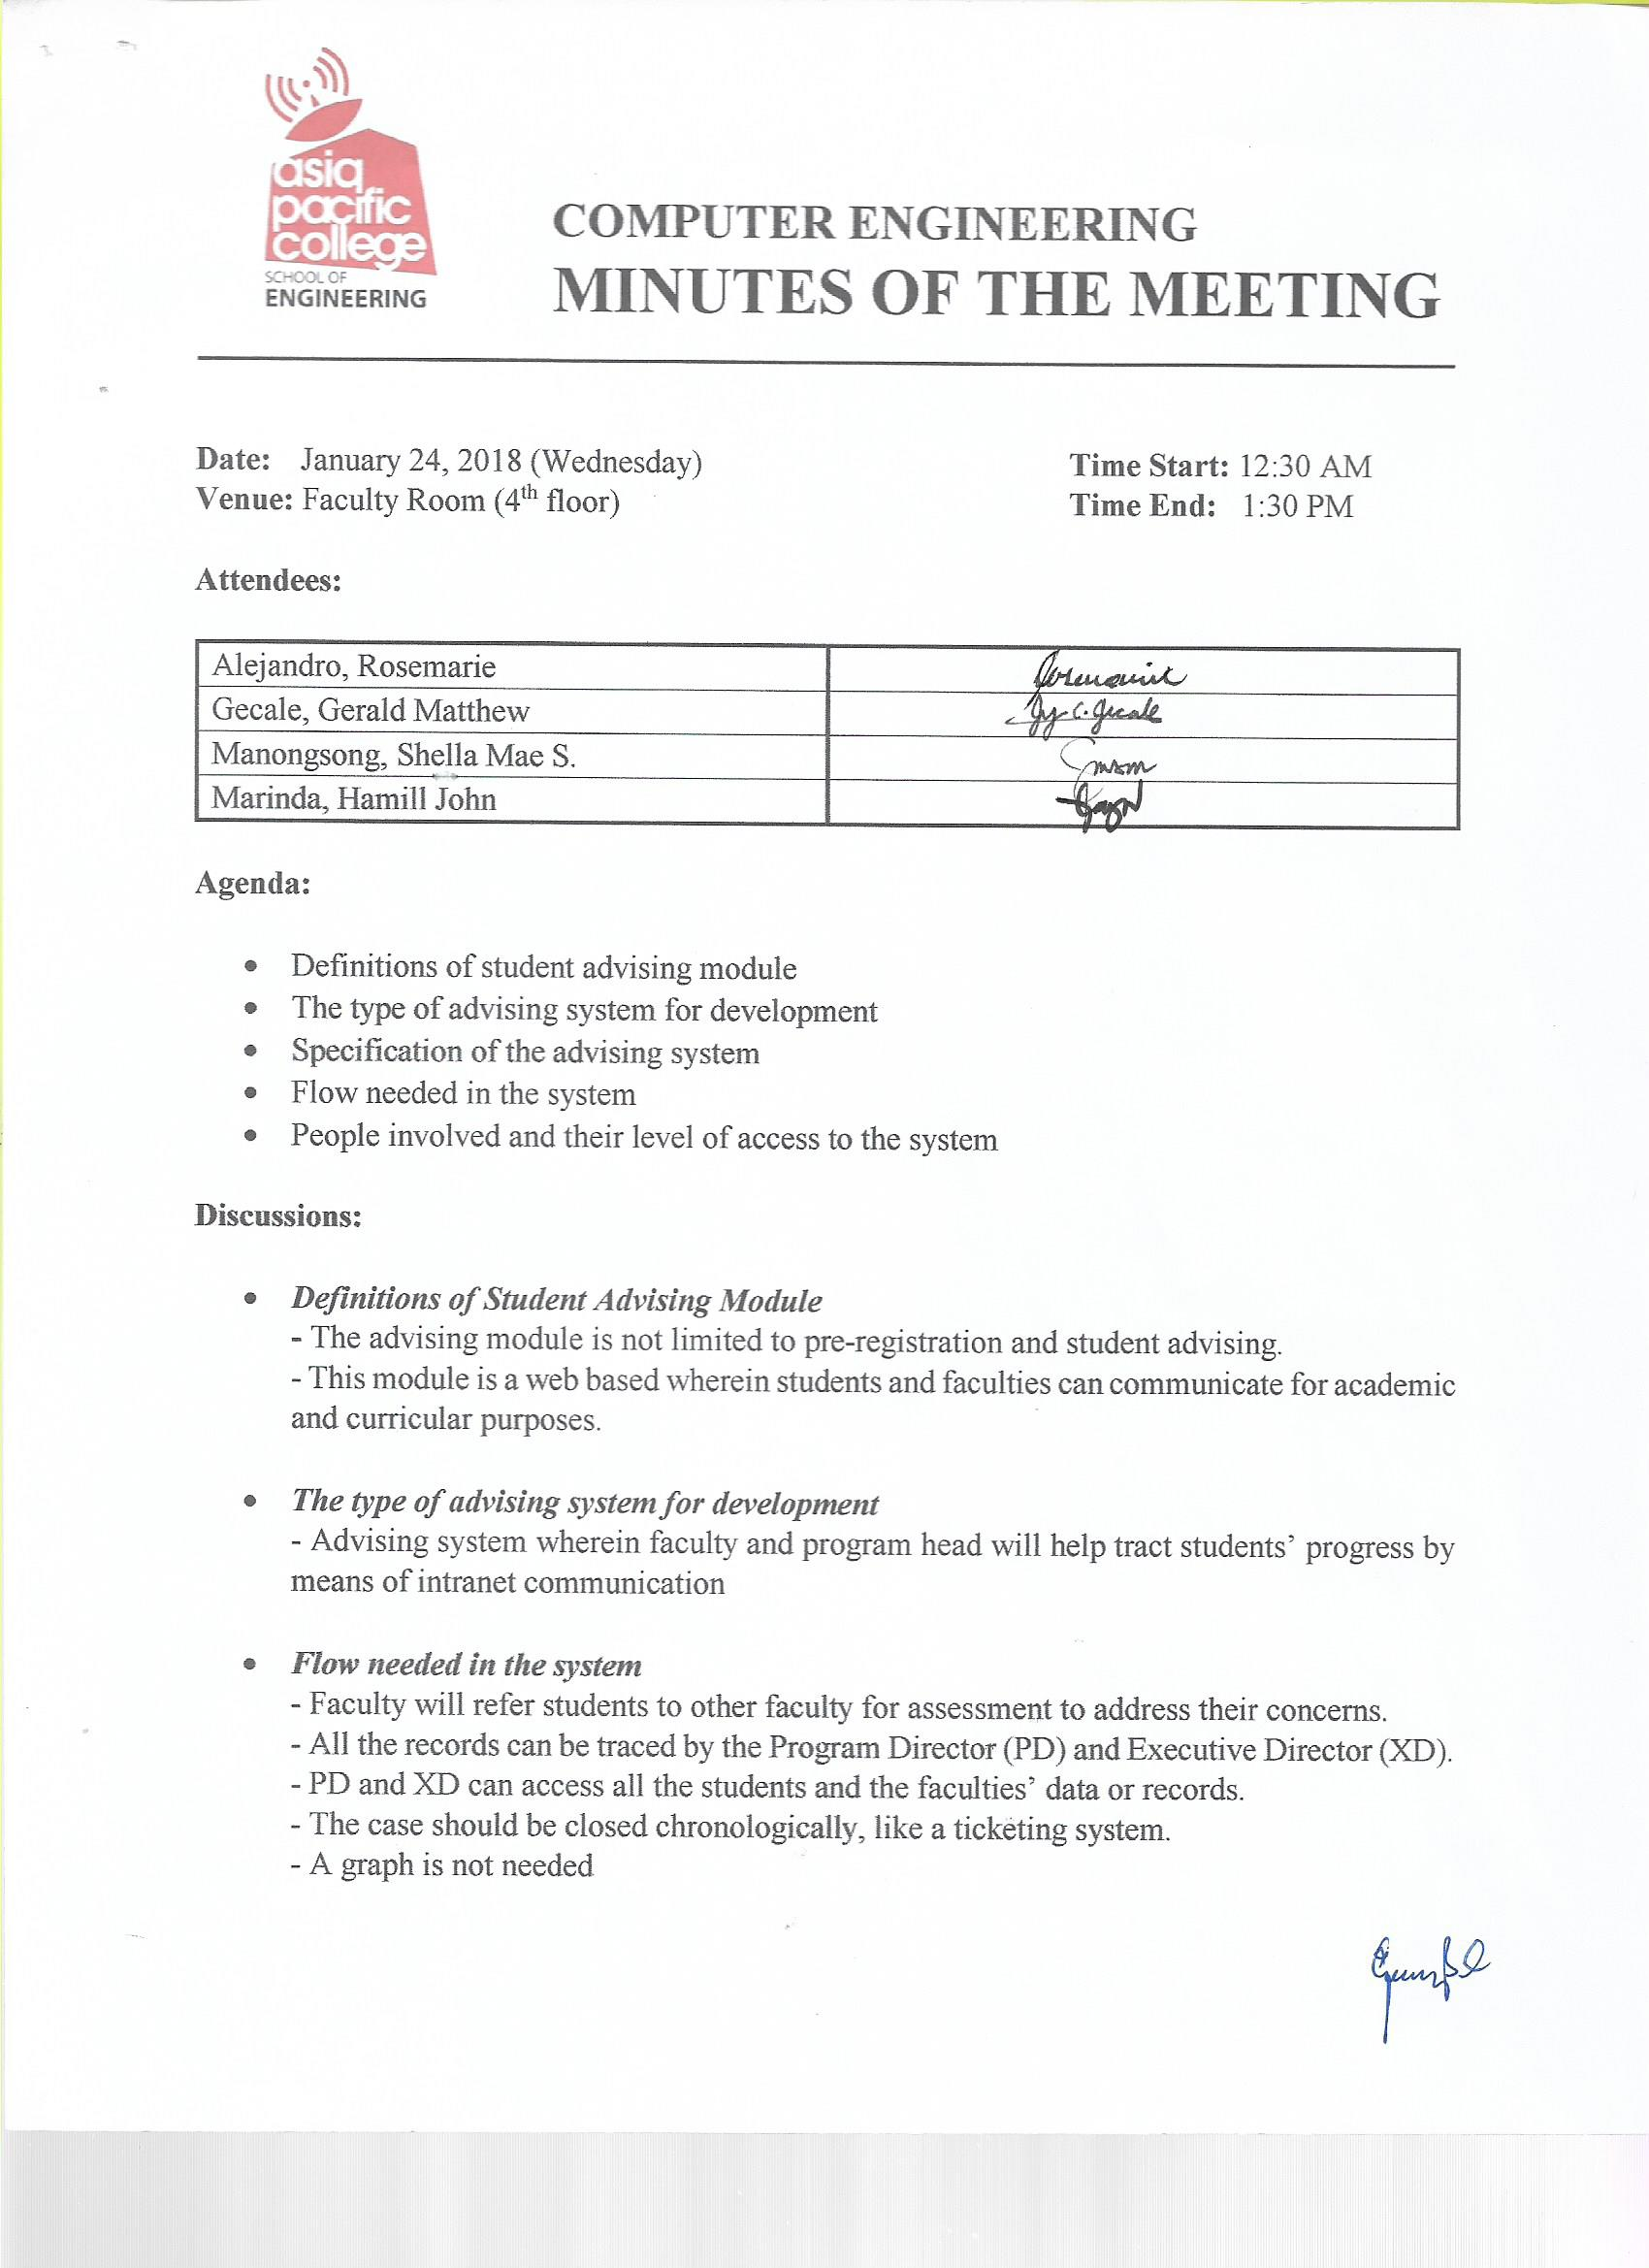 asia
pacific
college
SCHOOL OF
ENGINEERING
COMPUTER ENGINEERING
MINUTES OF THE MEETING
Date: January 24, 2018 (Wednesday)
Time Start: 12:30 AM
Venue: Faculty Room (4th floor)
Time End: 1:30 PM
Attendees:
Alejandro, Rosemarie
Gecale, Gerald Matthew
Manongsong, Shella Mae S.
Marinda, Hamill John
Agenda:
• Definitions of student advising module
• The type of advising system for development
• Specification of the advising system
• Flow needed in the system
• People involved and their level of access to the system
Discussions:
• Definitions of Student Advising Module
- The advising module is not limited to pre-registration and student advising.
- This module is a web based wherein students and faculties can communicate for academic
and curricular purposes.
• The type of advising system for development
- Advising system wherein faculty and program head will help tract students’ progress by
means of intranet communication
• Flow needed in the system
- Faculty will refer students to other faculty for assessment to address their concerns.
- All the records can be traced by the Program Director (PD) and Executive Director (XD).
- PD and XD can access all the students and the faculties’ data or records.
- The case should be closed chronologically, like a ticketing system.
- A graph is not needed